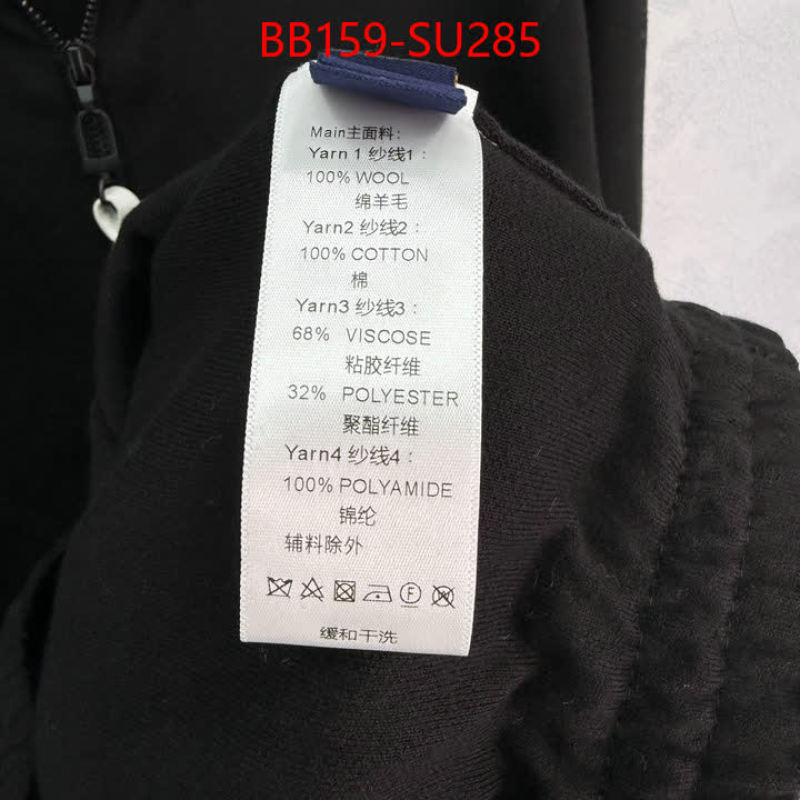 BB159-SU285
Main主面料:
Yarn 1 纱线1:
100% WOOL
绵羊毛
Yarn2 纱线2:
100% COTTON
棉
Yarn3 纱线3:
68% VISCOSE
粘胶纤维
32% POLYESTER
聚酯纤维
Yarn4 纱线4:
100% POLYAMIDE
锦纶
辅料除外
F W
缓和干洗